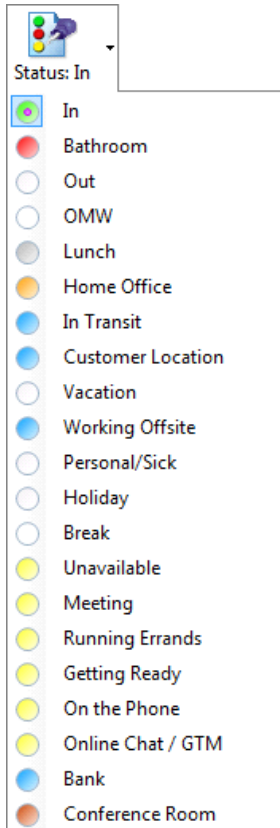 Status: In
In
Bathroom
Out
OMW
Lunch
Home Office
In Transit
Customer Location
Vacation
Working Offsite
Personal/Sick
Holiday
Break
Unavailable
Meeting
Running Errands
Getting Ready
On the Phone
Online Chat / GTM
Bank
Conference Room